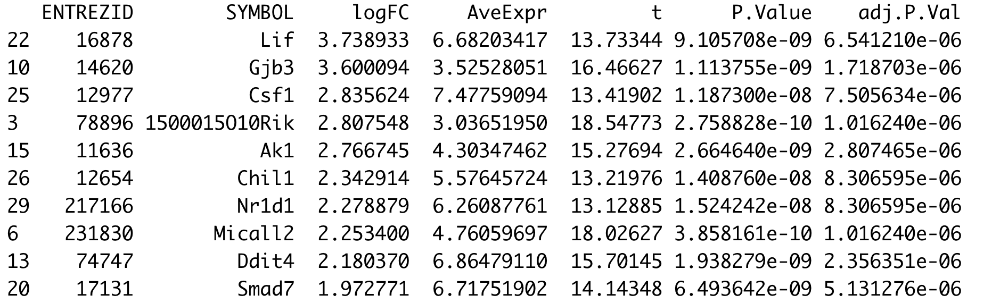 ENTREZID SYMBOL logFC AveExpr t P.Value adj.P.Val
22 16878 Lif 3.738933 6.68203417 13.73344 9.105708e-09 6.541210e-06
10 14620 Gjb3 3.600094 3.52528051 16.46627 1.113755e-09 1.718703e-06
25 12977 Csf1 2.835624 7.47759094 13.41902 1.187300e-08 7.505634e-06
3 78896 1500015O10Rik 2.807548 3.03651950 18.54773 2.758828e-10 1.016240e-06
15 11636 Ak1 2.766745 4.30347462 15.27694 2.664640e-09 2.807465e-06
26 12654 Chil1 2.342914 5.57645724 13.21976 1.408760e-08 8.306595e-06
29 217166 Nr1d1 2.278879 6.26087761 13.12885 1.524242e-08 8.306595e-06
6 231830 Micall2 2.253400 4.76059697 18.02627 3.858161e-10 1.016240e-06
13 74747 Ddit4 2.180370 6.86479110 15.70145 1.938279e-09 2.356351e-06
20 17131 Smad7 1.972771 6.71751902 14.14348 6.493642e-09 5.131276e-06